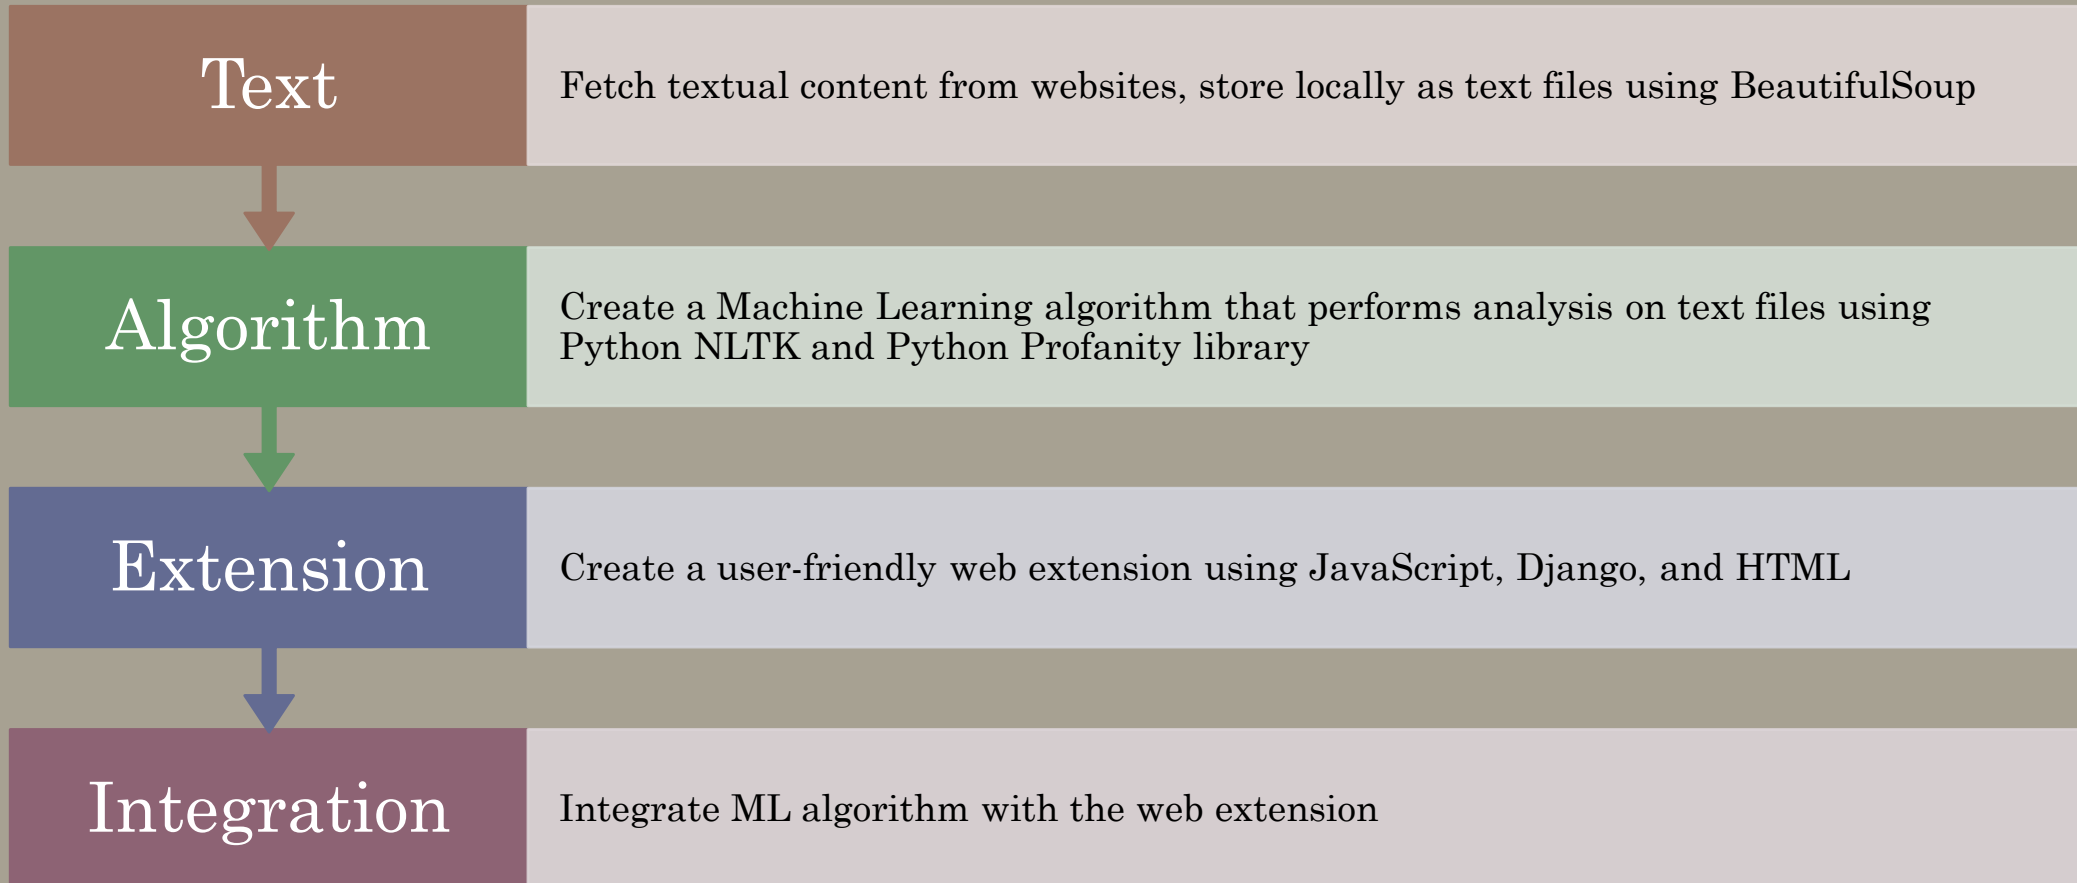 Text
Fetch textual content from websites, store locally as text files using BeautifulSoup
Algorithm
Create a Machine Learning algorithm that performs analysis on text files using
Python NLTK and Python Profanity library
Extension
Create a user-friendly web extension using JavaScript, Django, and HTML
Integration
Integrate ML algorithm with the web extension